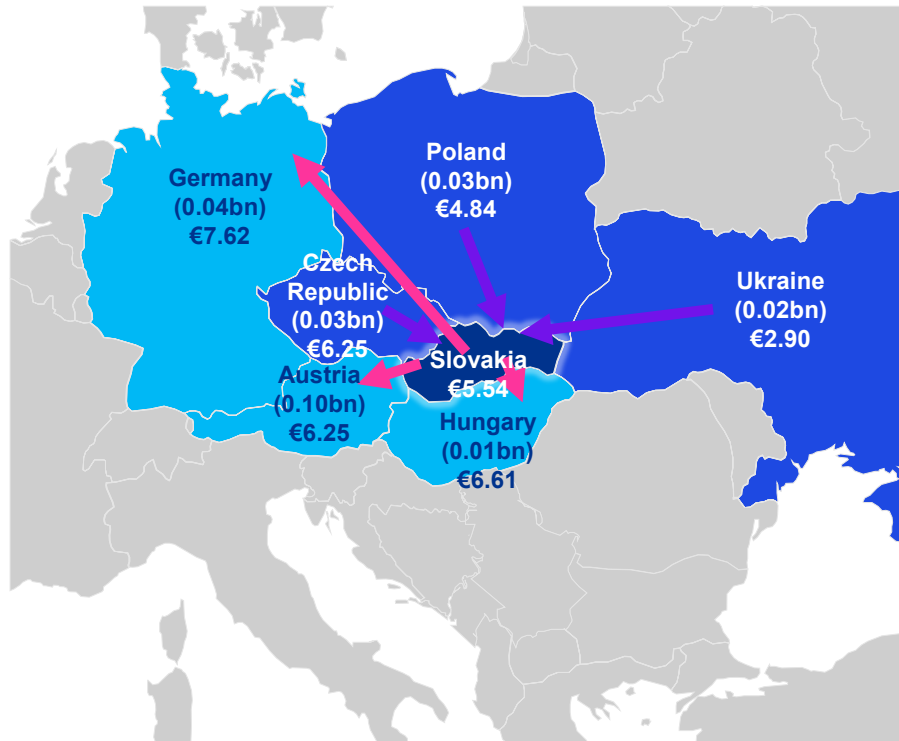 Poland
(0.03bn)
€4.84
Germany
(0.04bn)
€7.62
Czech
Republic
(0.03bn)
€6.25
Ukraine
(0.02bn)
€2.90
Slovakia
€5.54
Austria
(0.10bn)
€6.25
Hungary
(0.01bn)
€6.61